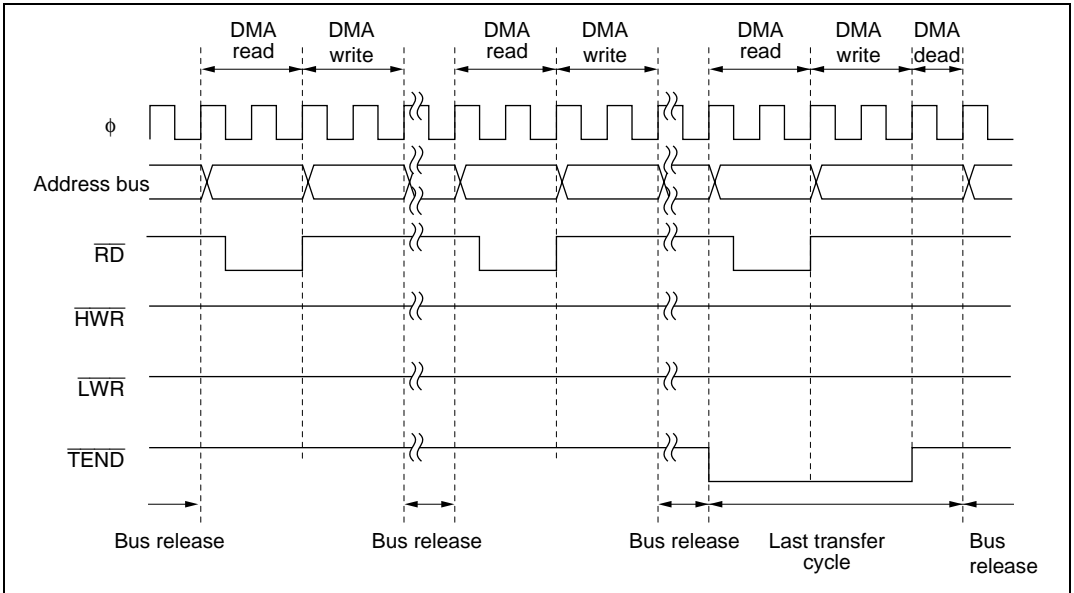 DMA read
DMA write
DMA read
DMA write
DMA read
DMA write
DMA dead
φ
Address bus
RD
HWR
LWR
TEND
Bus release
Bus release
Bus release
Last transfer
cycle
Bus
release